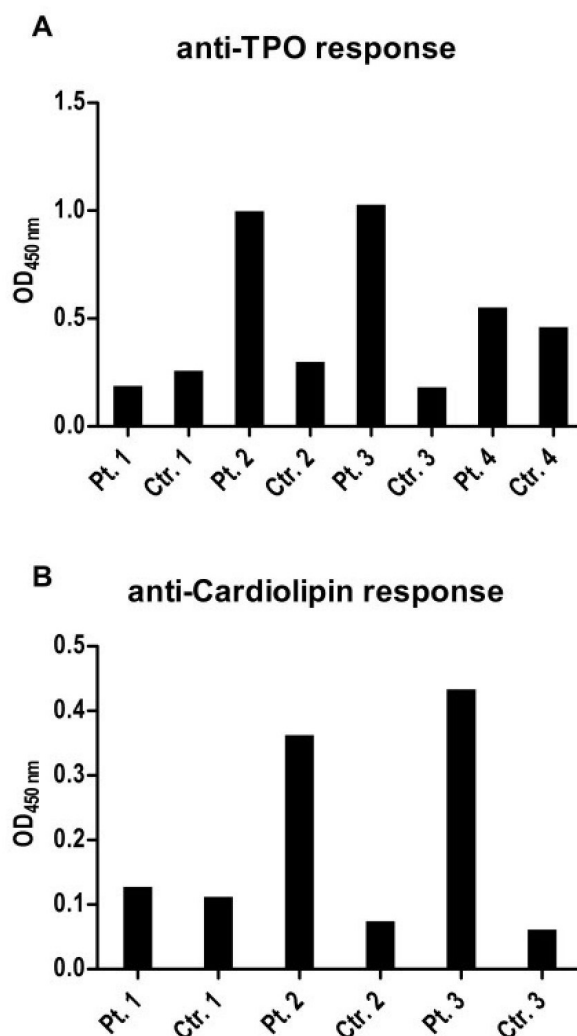 A
anti-TPO response
1.5
1.0
0.5
0.0
OD450 nm
Pt. 1
Ctr. 1
Pt. 2
Ctr. 2
Pt. 3
Ctr. 3
Pt. 4
Ctr. 4
B
anti-Cardiolipin response
0.5
0.4
0.3
0.2
0.1
0.0
OD450 nm
Pt. 1
Ctr. 1
Pt. 2
Ctr. 2
Pt. 3
Ctr. 3